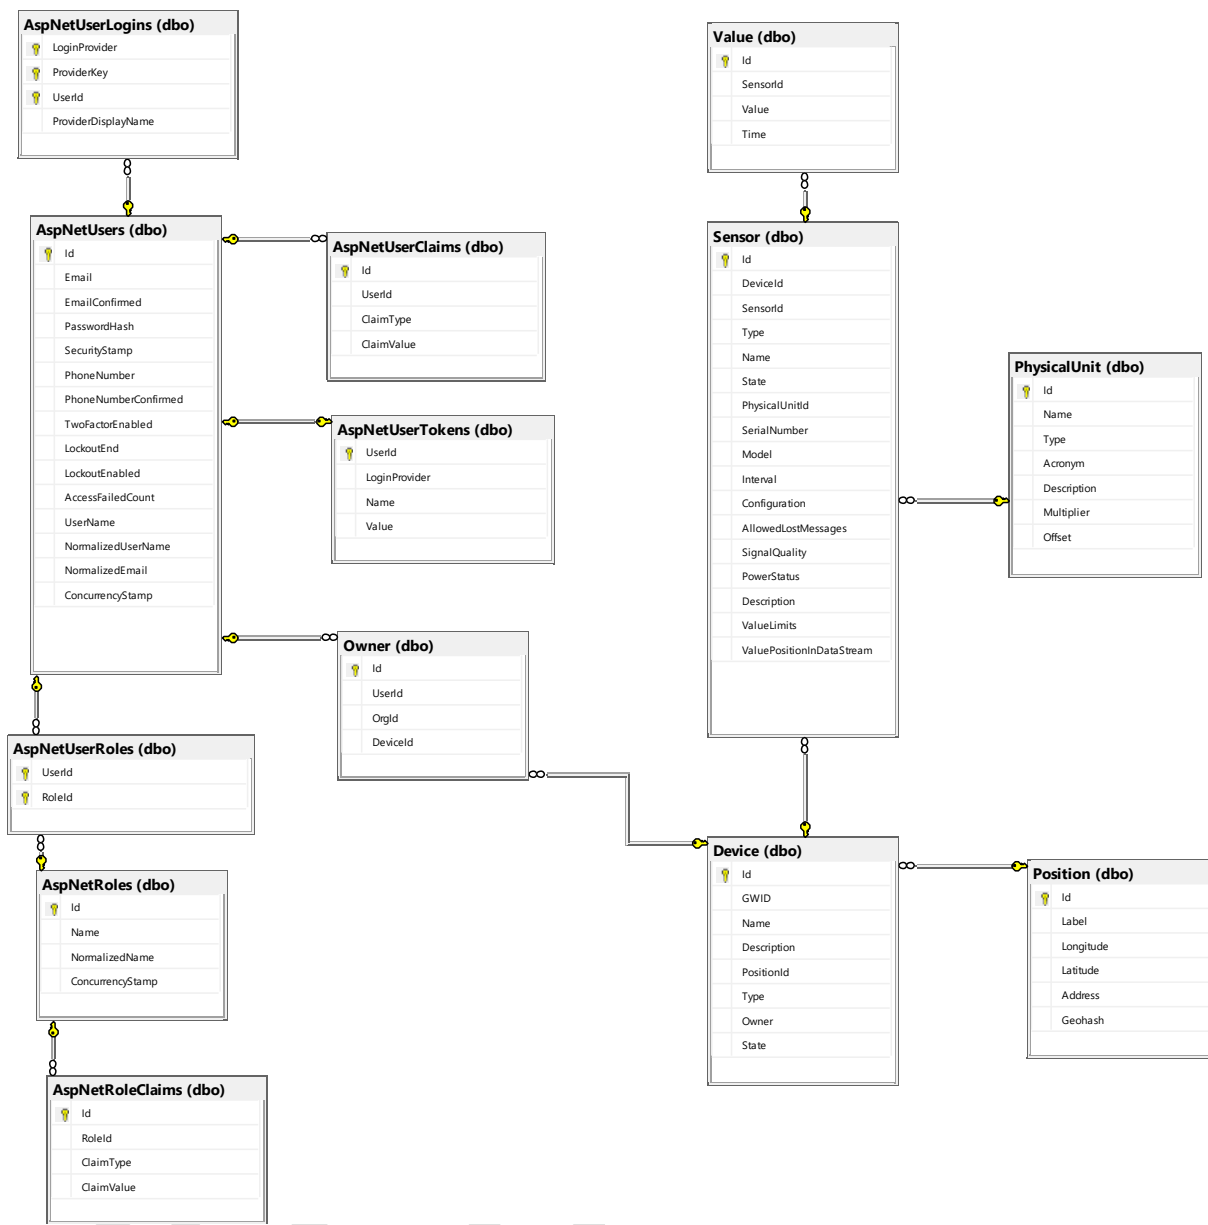 AspNetUserLogins (dbo)
LoginProvider
ProviderKey
UserId
ProviderDisplayName
AspNetUsers (dbo)
Id
Email
EmailConfirmed
PasswordHash
SecurityStamp
PhoneNumber
PhoneNumberConfirmed
TwoFactorEnabled
LockoutEnd
LockoutEnabled
AccessFailedCount
UserName
NormalizedUserName
NormalizedEmail
ConcurrencyStamp
AspNetUserClaims (dbo)
Id
UserId
ClaimType
ClaimValue
AspNetUserTokens (dbo)
UserId
LoginProvider
Name
Value
Owner (dbo)
Id
UserId
OrgId
DeviceId
AspNetUserRoles (dbo)
UserId
RoleId
AspNetRoles (dbo)
Id
Name
NormalizedName
ConcurrencyStamp
AspNetRoleClaims (dbo)
Id
RoleId
ClaimType
ClaimValue
Value (dbo)
Id
SensorId
Value
Time
Sensor (dbo)
Id
DeviceId
SensorId
Type
Name
State
PhysicalUnitId
SerialNumber
Model
Interval
Configuration
AllowedLostMessages
SignalQuality
PowerStatus
Description
ValueLimits
ValuePositionInDataStream
PhysicalUnit (dbo)
Id
Name
Type
Acronym
Description
Multiplier
Offset
Device (dbo)
Id
GWID
Name
Description
PositionId
Type
Owner
State
Position (dbo)
Id
Label
Longitude
Latitude
Address
Geohash